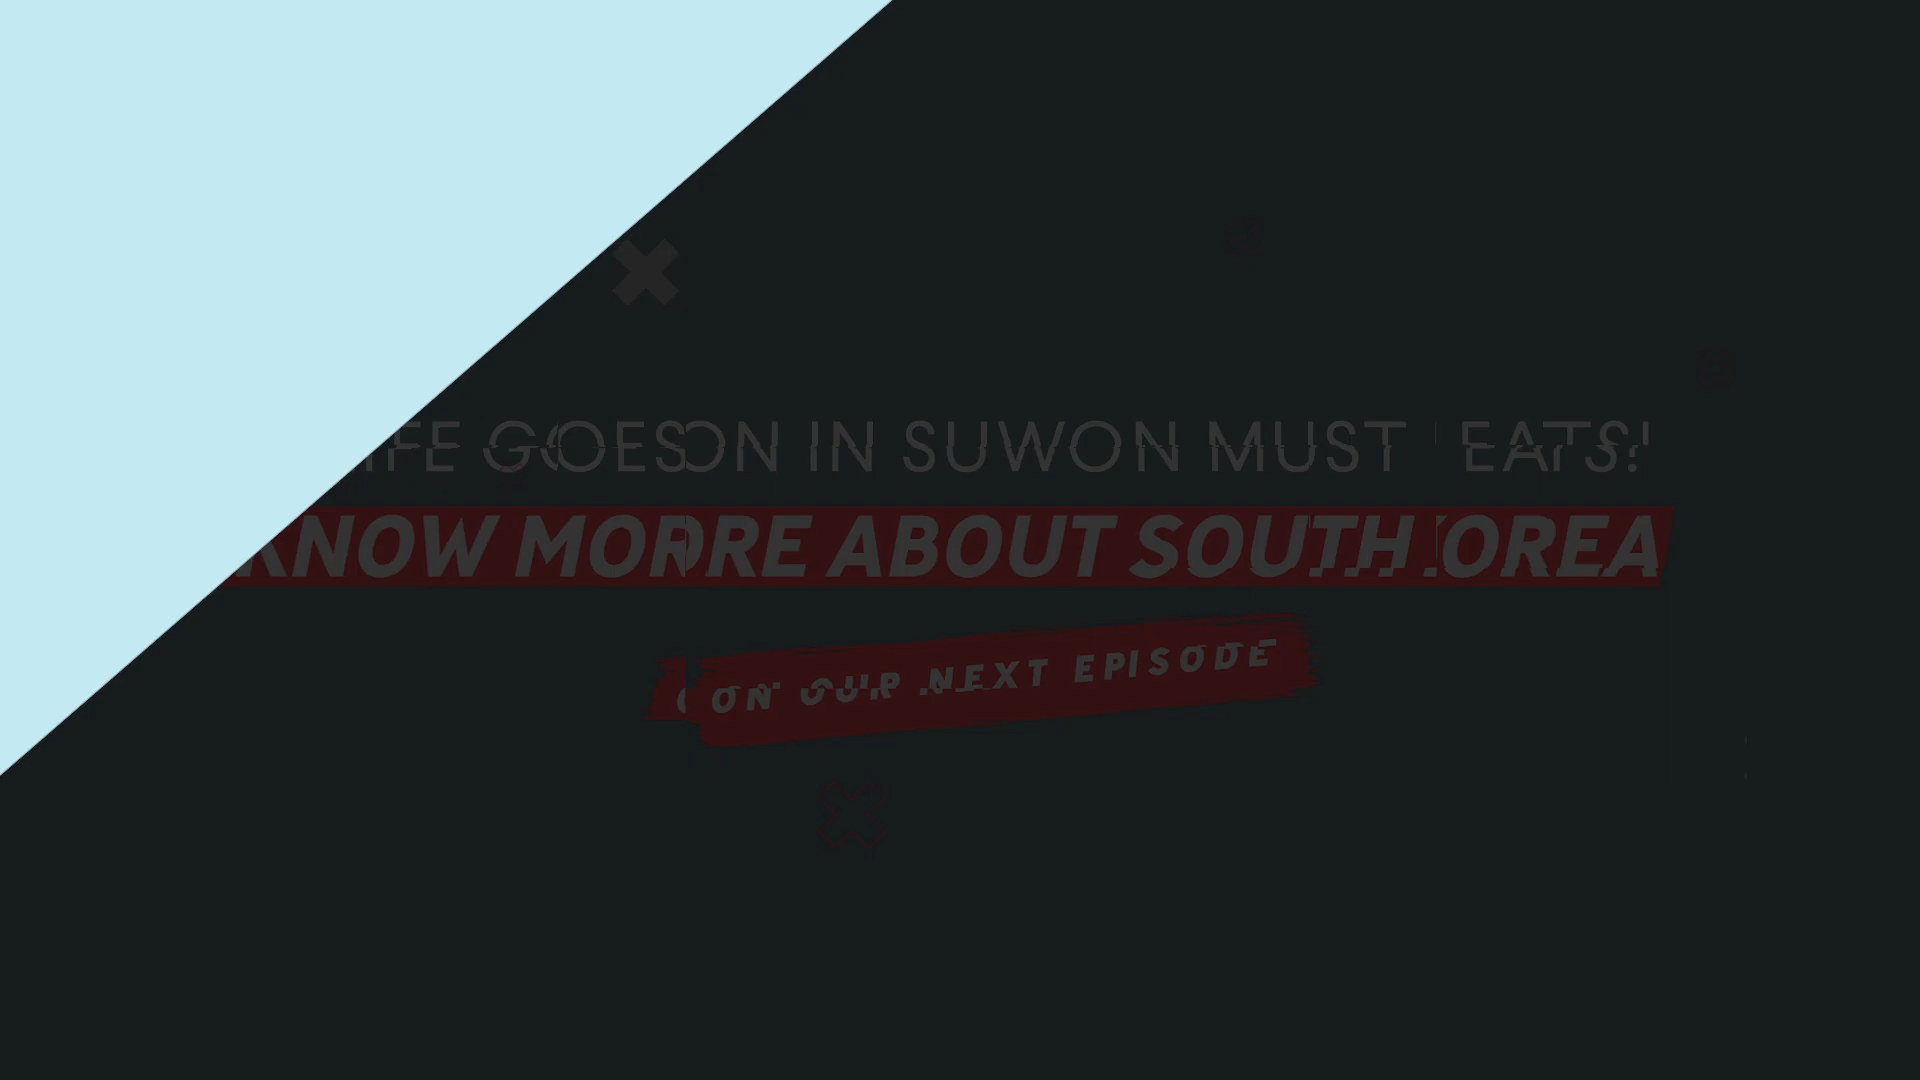 IFE GOES ON IN SUWON MUST EATS!
KNOW MORRE ABOUT SOUTH OREA
ON OUR NEXT EPISODE